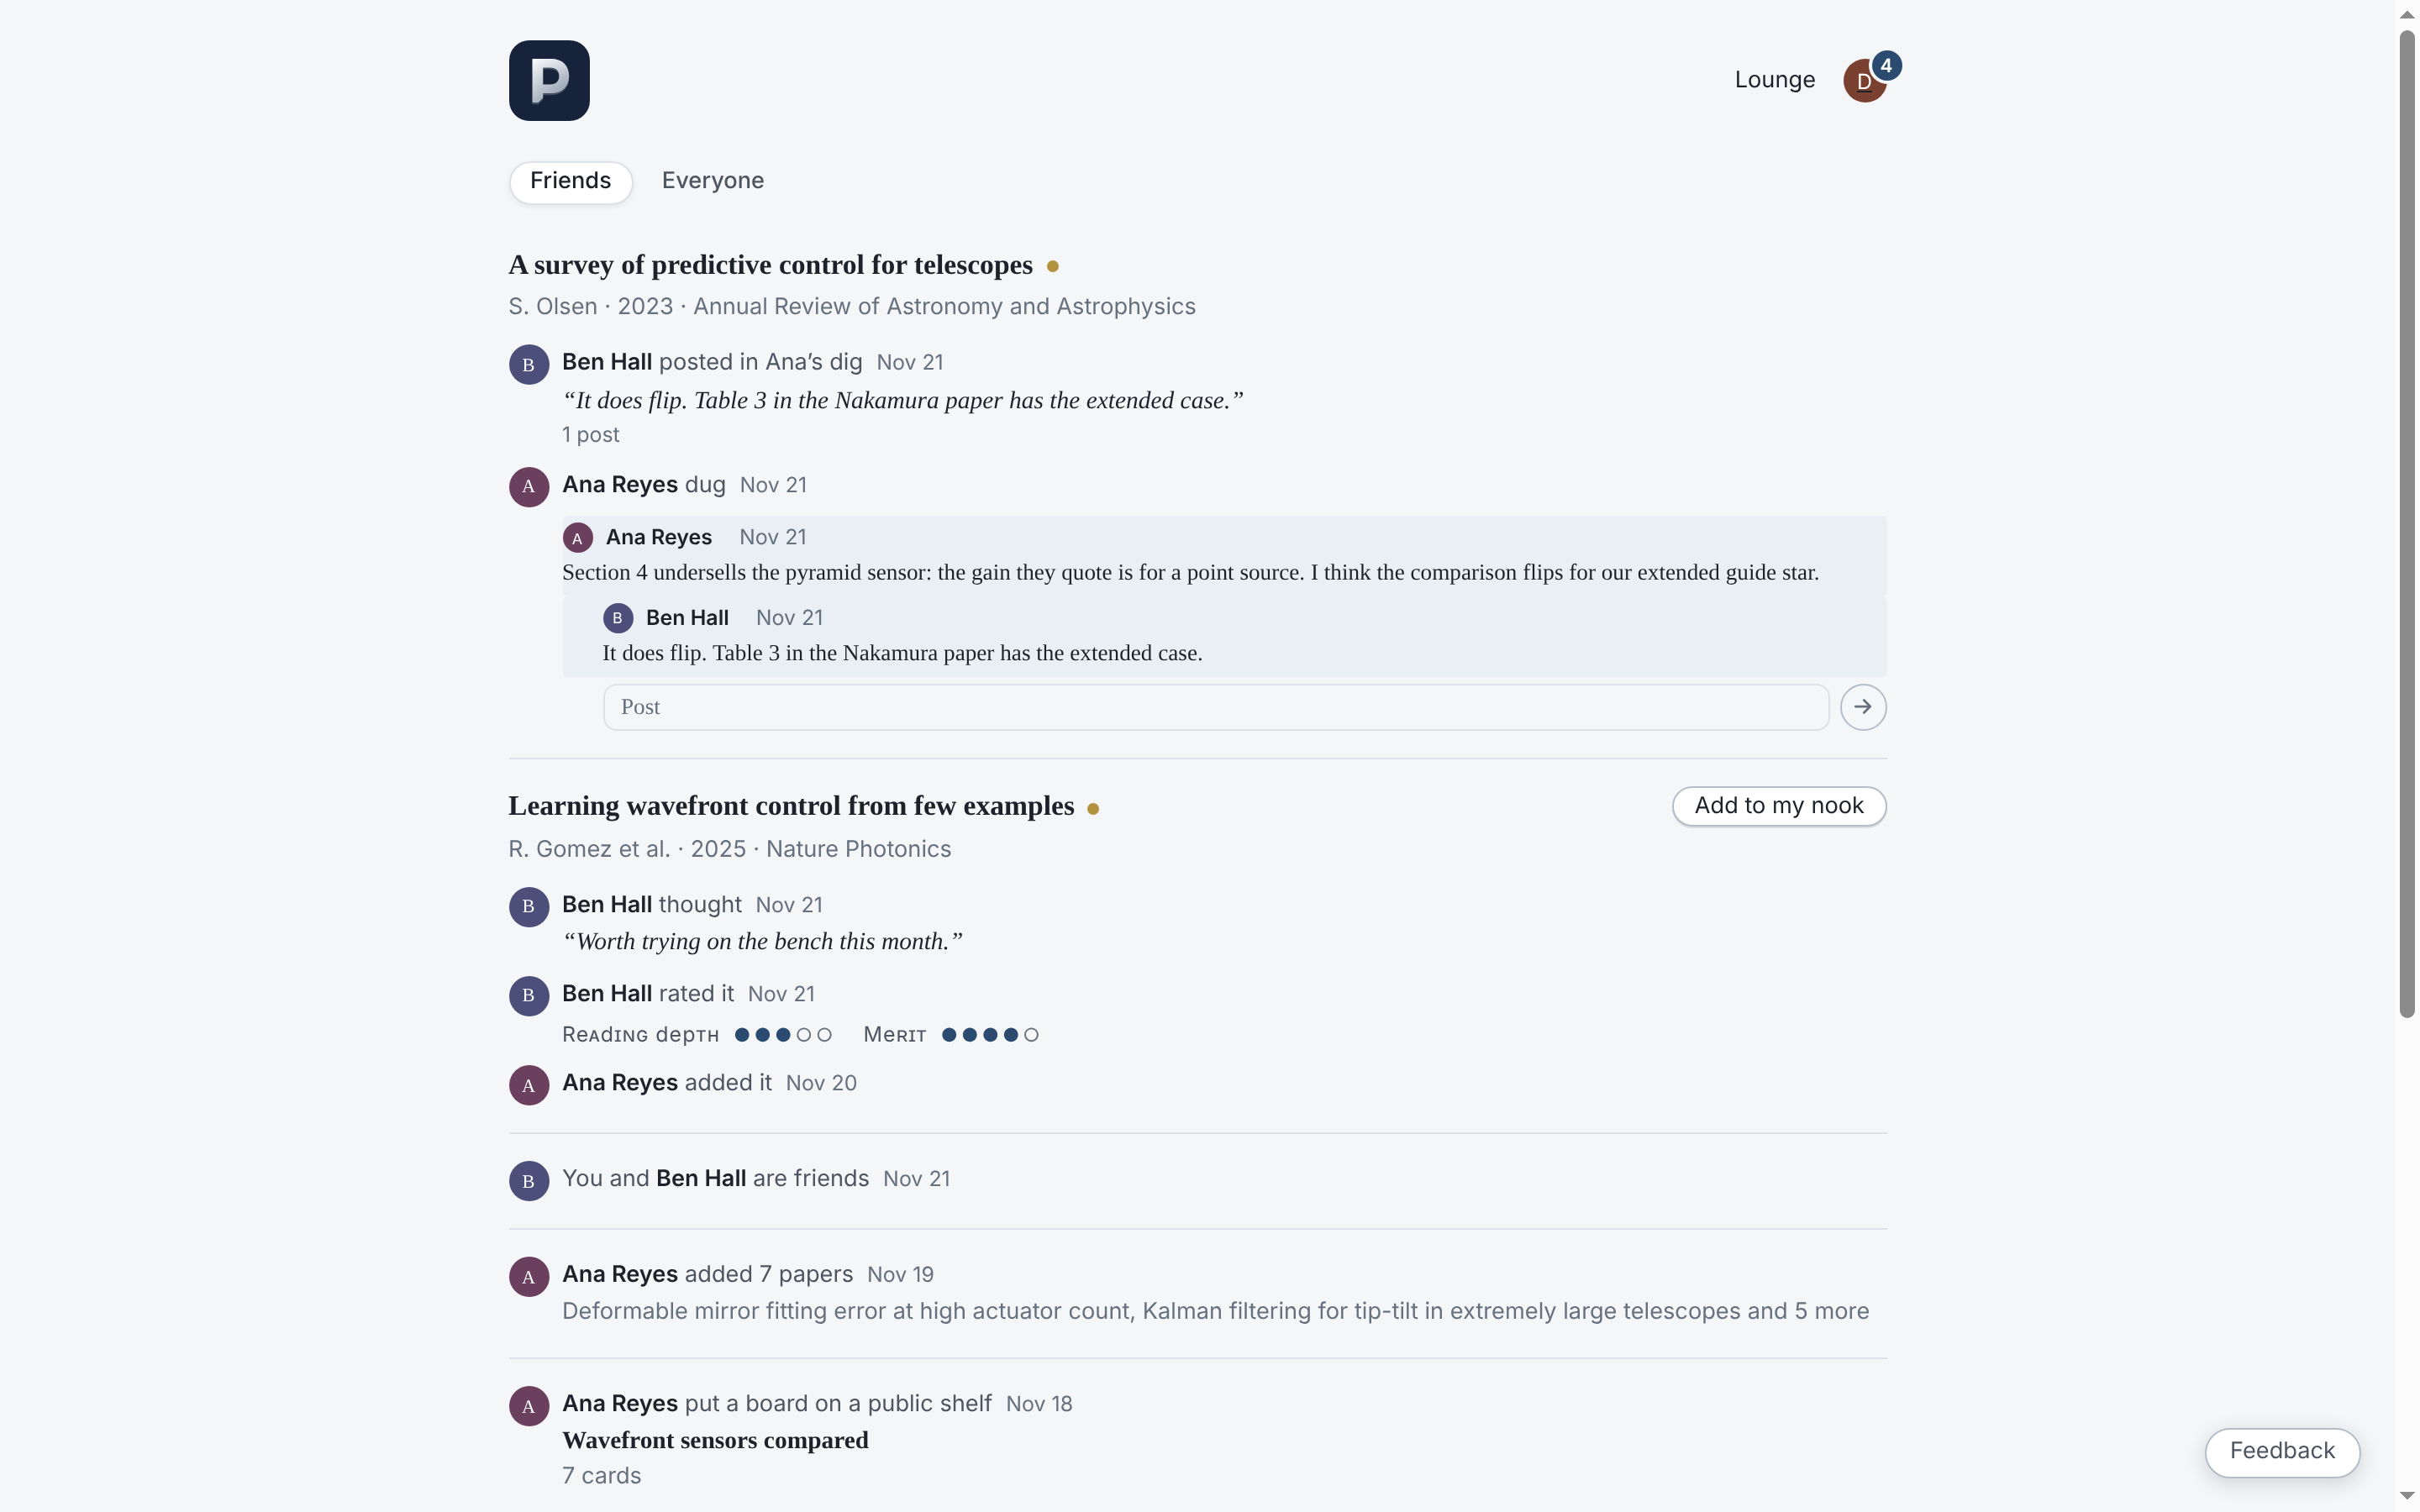 P
Lounge
D
4
Friends
Everyone
A survey of predictive control for telescopes
S. Olsen · 2023 · Annual Review of Astronomy and Astrophysics
B
Ben Hall posted in Ana’s dig Nov 21
“It does flip. Table 3 in the Nakamura paper has the extended case.”
1 post
A
Ana Reyes dug Nov 21
A
Ana Reyes Nov 21
Section 4 undersells the pyramid sensor: the gain they quote is for a point source. I think the comparison flips for our extended guide star.
B
Ben Hall Nov 21
It does flip. Table 3 in the Nakamura paper has the extended case.
Post
Learning wavefront control from few examples
Add to my nook
R. Gomez et al. · 2025 · Nature Photonics
B
Ben Hall thought Nov 21
“Worth trying on the bench this month.”
B
Ben Hall rated it Nov 21
Reading depth Merit
A
Ana Reyes added it Nov 20
B
You and Ben Hall are friends Nov 21
A
Ana Reyes added 7 papers Nov 19
Deformable mirror fitting error at high actuator count, Kalman filtering for tip-tilt in extremely large telescopes and 5 more
A
Ana Reyes put a board on a public shelf Nov 18
Wavefront sensors compared
7 cards
Feedback